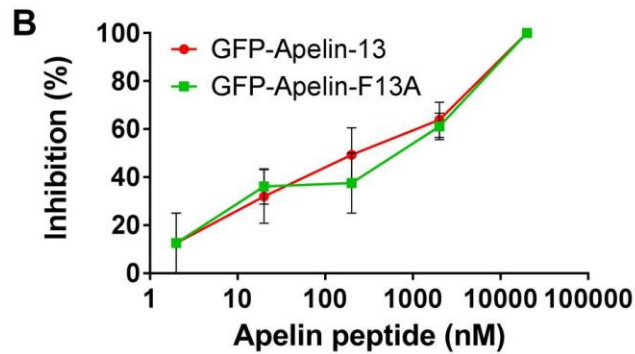 B
100
GFP-Apelin-13
80
GFP-Apelin-F13A
60
40
20
0
Inhibition (%)
1 10 100 1000 10000 100000
Apelin peptide (nM)